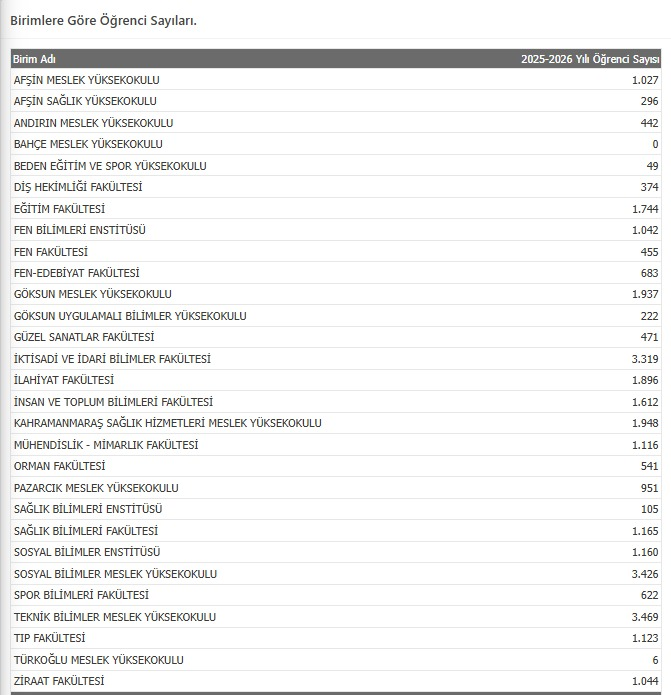 Birimlere Göre Öğrenci Sayıları.
Birim Adı 2025-2026 Yılı Öğrenci Sayısı
AFŞİN MESLEK YÜKSEKOKULU 1.027
AFŞİN SAĞLIK YÜKSEKOKULU 296
ANDIRIN MESLEK YÜKSEKOKULU 442
BAHÇE MESLEK YÜKSEKOKULU 0
BEDEN EĞİTİM VE SPOR YÜKSEKOKULU 49
DİŞ HEKİMLİĞİ FAKÜLTESİ 374
EĞİTİM FAKÜLTESİ 1.744
FEN BİLİMLERİ ENSTİTÜSÜ 1.042
FEN FAKÜLTESİ 455
FEN-EDEBİYAT FAKÜLTESİ 683
GÖKSUN MESLEK YÜKSEKOKULU 1.937
GÖKSUN UYGULAMALI BİLİMLER YÜKSEKOKULU 222
GÜZEL SANATLAR FAKÜLTESİ 471
İKTİSADİ VE İDARİ BİLİMLER FAKÜLTESİ 3.319
İLAHİYAT FAKÜLTESİ 1.896
İNSAN VE TOPLUM BİLİMLERİ FAKÜLTESİ 1.612
KAHRAMANMARAŞ SAĞLIK HİZMETLERİ MESLEK YÜKSEKOKULU 1.948
MÜHENDİSLİK - MİMARLIK FAKÜLTESİ 1.116
ORMAN FAKÜLTESİ 541
PAZARCIK MESLEK YÜKSEKOKULU 951
SAĞLIK BİLİMLERİ ENSTİTÜSÜ 105
SAĞLIK BİLİMLERİ FAKÜLTESİ 1.165
SOSYAL BİLİMLER ENSTİTÜSÜ 1.160
SOSYAL BİLİMLER MESLEK YÜKSEKOKULU 3.426
SPOR BİLİMLERİ FAKÜLTESİ 622
TEKNİK BİLİMLER MESLEK YÜKSEKOKULU 3.469
TIP FAKÜLTESİ 1.123
TÜRKOĞLU MESLEK YÜKSEKOKULU 6
ZİRAAT FAKÜLTESİ 1.044